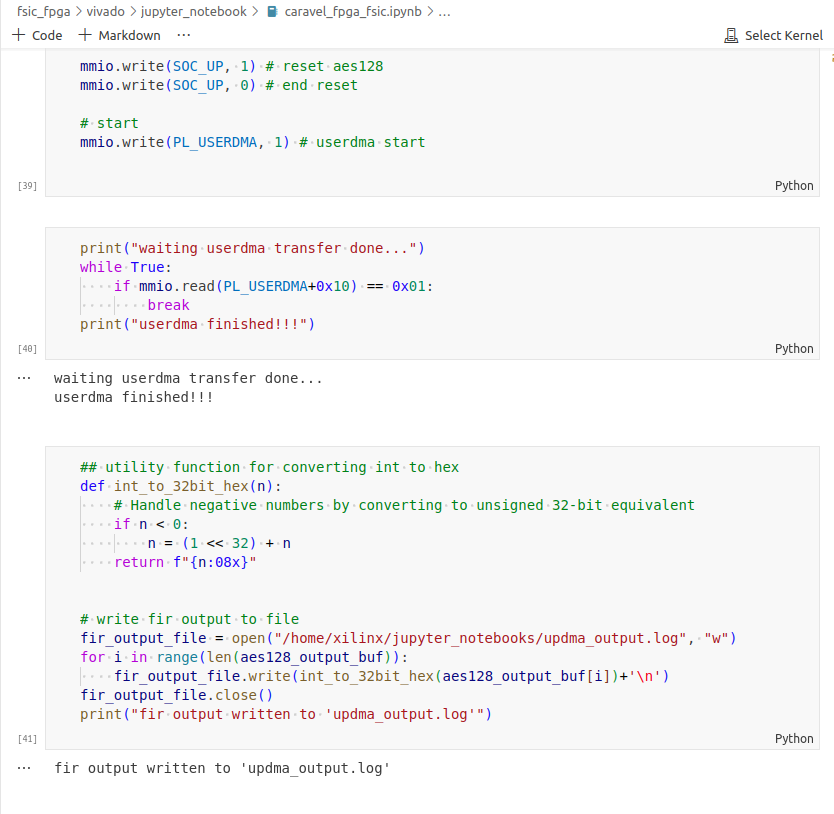 fsic_fpga > vivado > jupyter_notebook > caravel_fpga_fsic.ipynb > ...
+ Code + Markdown ... Select Kernel
mmio.write(SOC_UP, 1) # reset aes128
mmio.write(SOC_UP, 0) # end reset
# start
mmio.write(PL_USERDMA, 1) # userdma start
[39] Python
print("waiting userdma transfer done...")
while True:
    if mmio.read(PL_USERDMA+0x10) == 0x01:
        break
print("userdma finished!!!")
[40] Python
... waiting userdma transfer done...
userdma finished!!!
## utility function for converting int to hex
def int_to_32bit_hex(n):
    # Handle negative numbers by converting to unsigned 32-bit equivalent
    if n < 0:
        n = (1 << 32) + n
    return f"{n:08x}"
# write fir output to file
fir_output_file = open("/home/xilinx/jupyter_notebooks/updma_output.log", "w")
for i in range(len(aes128_output_buf)):
    fir_output_file.write(int_to_32bit_hex(aes128_output_buf[i])+'\n')
fir_output_file.close()
print("fir output written to 'updma_output.log'")
[41] Python
... fir output written to 'updma_output.log'